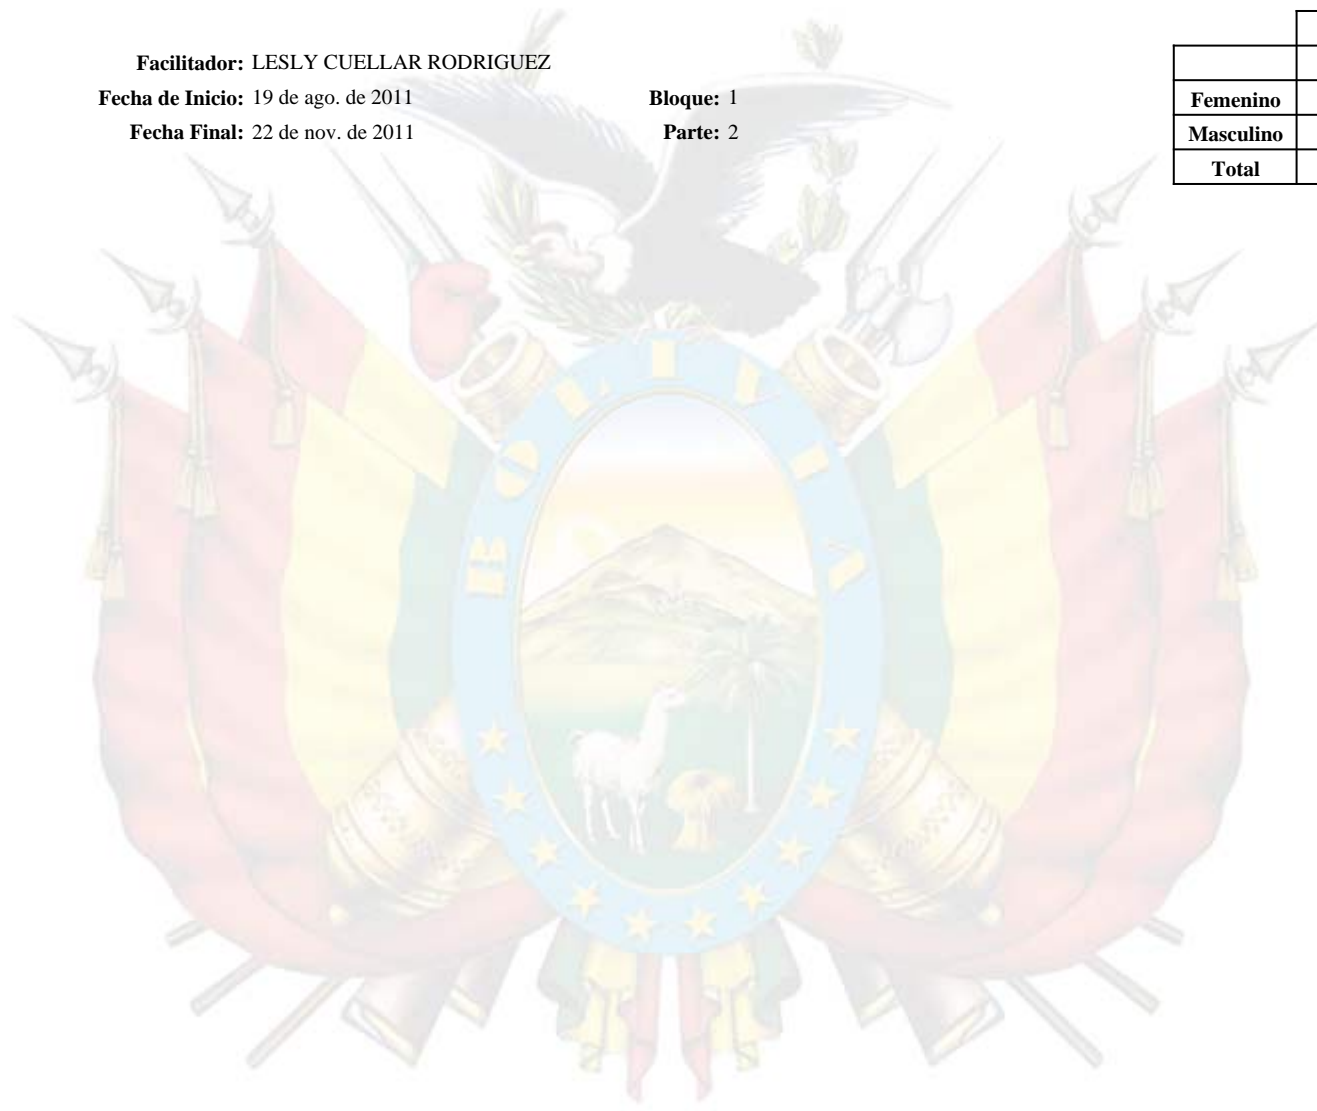 Facilitador: LESLY CUELLAR RODRIGUEZ
Fecha de Inicio: 19 de ago. de 2011 Bloque: 1
Fecha Final: 22 de nov. de 2011 Parte: 2
Femenino
Masculino
Total
BOLIVIA